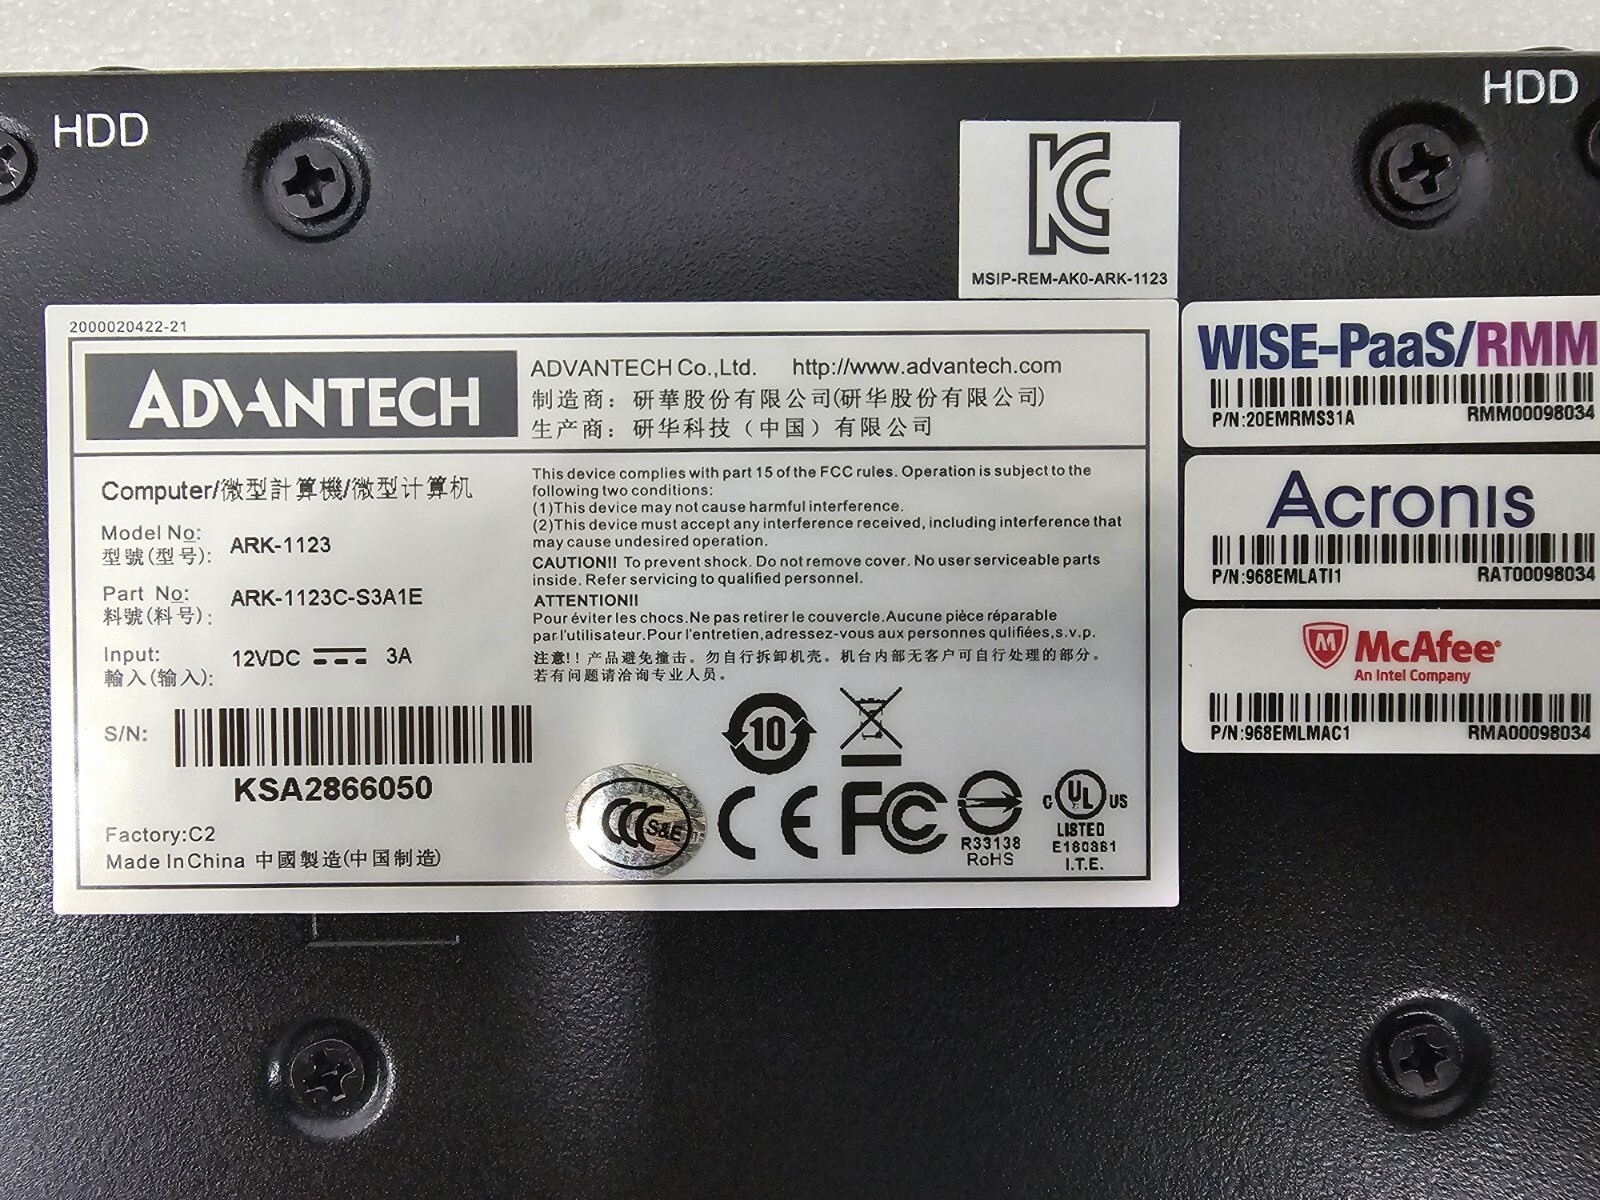 HDD
HDD
KC
MSIP-REM-AK0-ARK-1123
2000020422-21
ADVANTECH
ADVANTECH Co.,Ltd. http://www.advantech.com
制造商：研華股份有限公司(研华股份有限公司)
生产商：研华科技（中国）有限公司
Computer/微型計算機/微型计算机
Model No:
型號(型号):
ARK-1123
Part No:
料號(料号):
ARK-1123C-S3A1E
Input:
輸入(输入):
12VDC 3A
S/N:
KSA2866050
Factory:C2
Made In China 中國製造(中国制造)
This device complies with part 15 of the FCC rules. Operation is subject to the
following two conditions:
(1)This device may not cause harmful interference.
(2)This device must accept any interference received, including interference that
may cause undesired operation.
CAUTION!! To prevent shock. Do not remove cover. No user serviceable parts
inside. Refer servicing to qualified personnel.
ATTENTION!!
Pour éviter les chocs.Ne pas retirer le couvercle.Aucune pièce réparable
par l'utilisateur.Pour l'entretien,adressez-vous aux personnes qulifiées,s.v.p.
注意!! 产品避免撞击。勿自行拆卸机壳。机台内部无客户可自行处理的部分。
若有问题请洽询专业人员。
10
CCC S&E
CE
FC
R33138
RoHS
C UL US
LISTED
E180881
I.T.E.
WISE-PaaS/RMM
P/N:20EMRMS31A RMM00098034
Acronis
P/N:968EMLATI1 RAT00098034
McAfee
An Intel Company
P/N:968EMLMAC1 RMA00098034